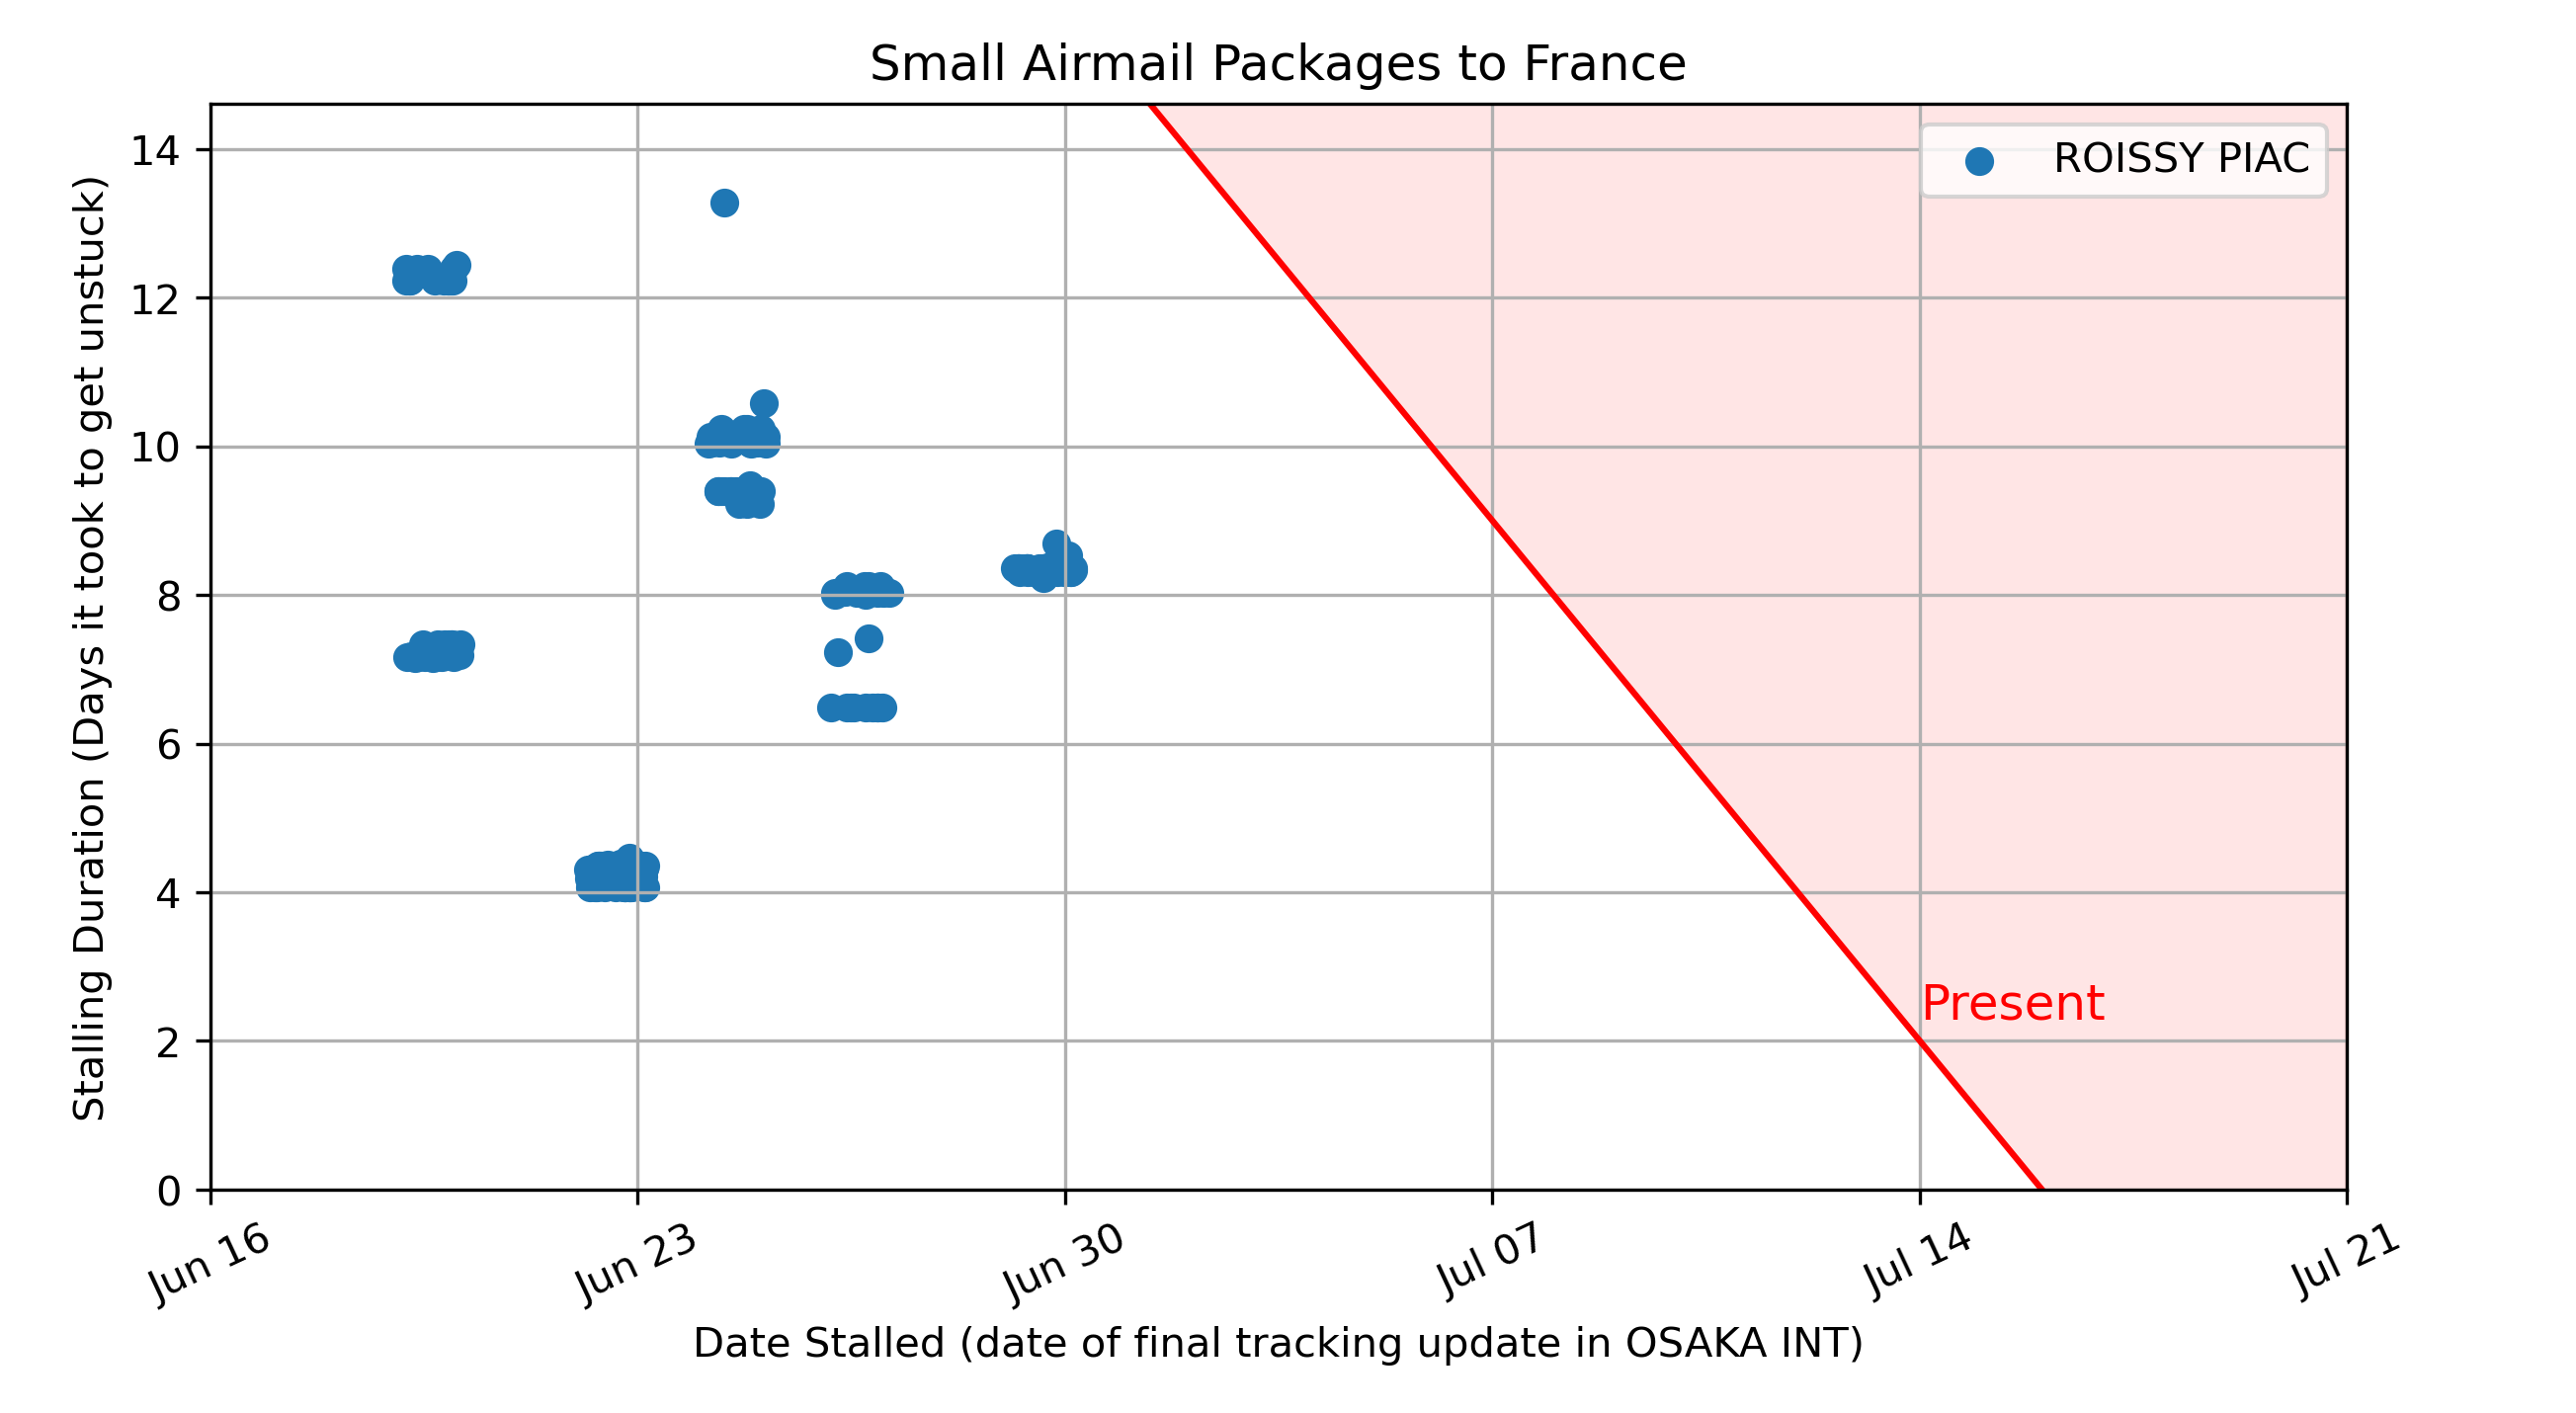 Small Airmail Packages to France
Stalling Duration (Days it took to get unstuck)
14
12
10
8
6
4
2
0
ROISSY PIAC
Present
Jun 16
Jun 23
Jun 30
Jul 07
Jul 14
Jul 21
Date Stalled (date of final tracking update in OSAKA INT)